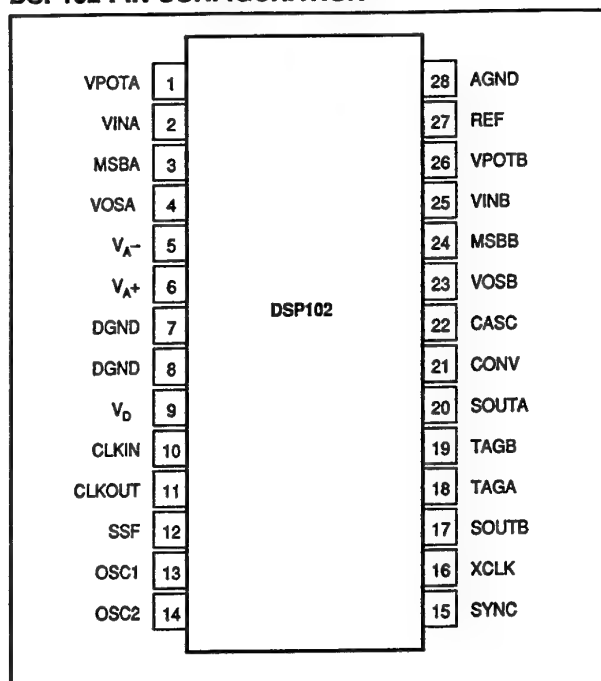 DSP102 PIN CONFIGURATION
VPOTA 1
VINA 2
MSBA 3
VOSA 4
VA– 5
VA+ 6
DGND 7
DGND 8
VD 9
CLKIN 10
CLKOUT 11
SSF 12
OSC1 13
OSC2 14
DSP102
28 AGND
27 REF
26 VPOTB
25 VINB
24 MSBB
23 VOSB
22 CASC
21 CONV
20 SOUTA
19 TAGB
18 TAGA
17 SOUTB
16 XCLK
15 SYNC